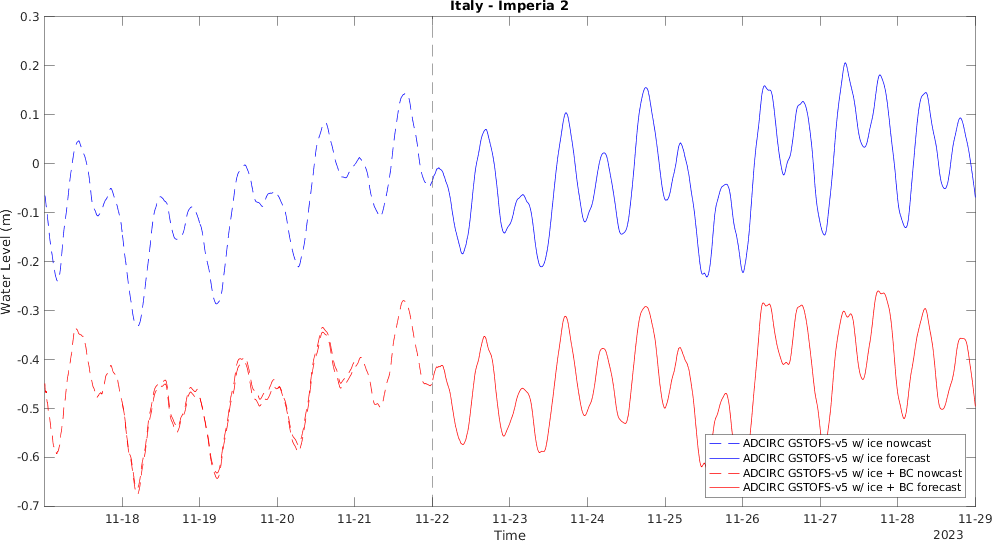 Italy - Imperia 2
0.3
0.2
0.1
0
-0.1
-0.2
-0.3
-0.4
-0.5
-0.6
-0.7
Water Level (m)
11-18 11-19 11-20 11-21 11-22 11-23 11-24 11-25 11-26 11-27 11-28 11-29
Time
2023
ADCIRC GSTOFS-v5 w/ ice nowcast
ADCIRC GSTOFS-v5 w/ ice forecast
ADCIRC GSTOFS-v5 w/ ice + BC nowcast
ADCIRC GSTOFS-v5 w/ ice + BC forecast